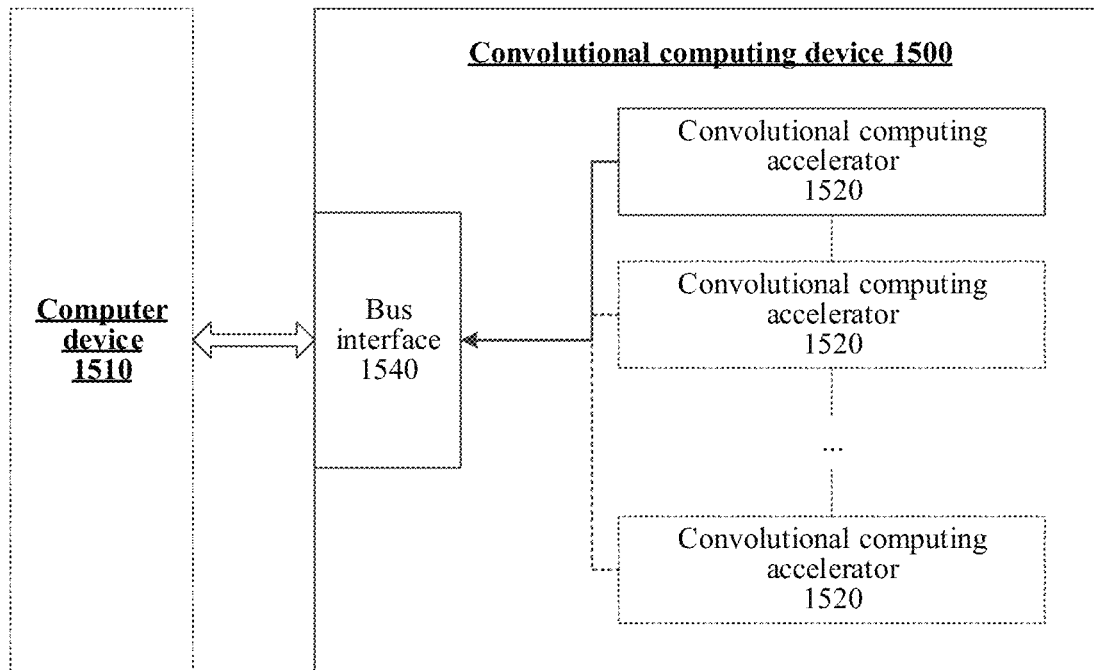 Convolutional computing device 1500
Computer
device
1510
Bus
interface
1540
Convolutional computing
accelerator
1520
Convolutional computing
accelerator
1520
...
Convolutional computing
accelerator
1520